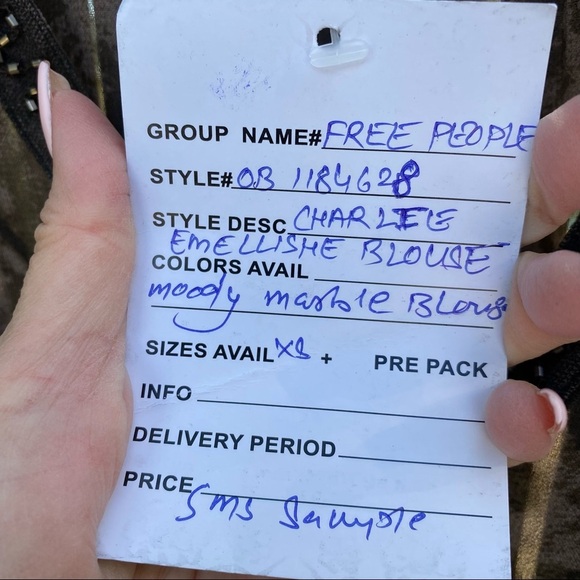 GROUP NAME# FREE PEOPLE
STYLE# OB 1184628
STYLE DESC CHARLIE
EMELLISHE BLOUSE
COLORS AVAIL
moody marble Blouse
SIZES AVAIL XS + PRE PACK
INFO
DELIVERY PERIOD
PRICE
SMS Sample